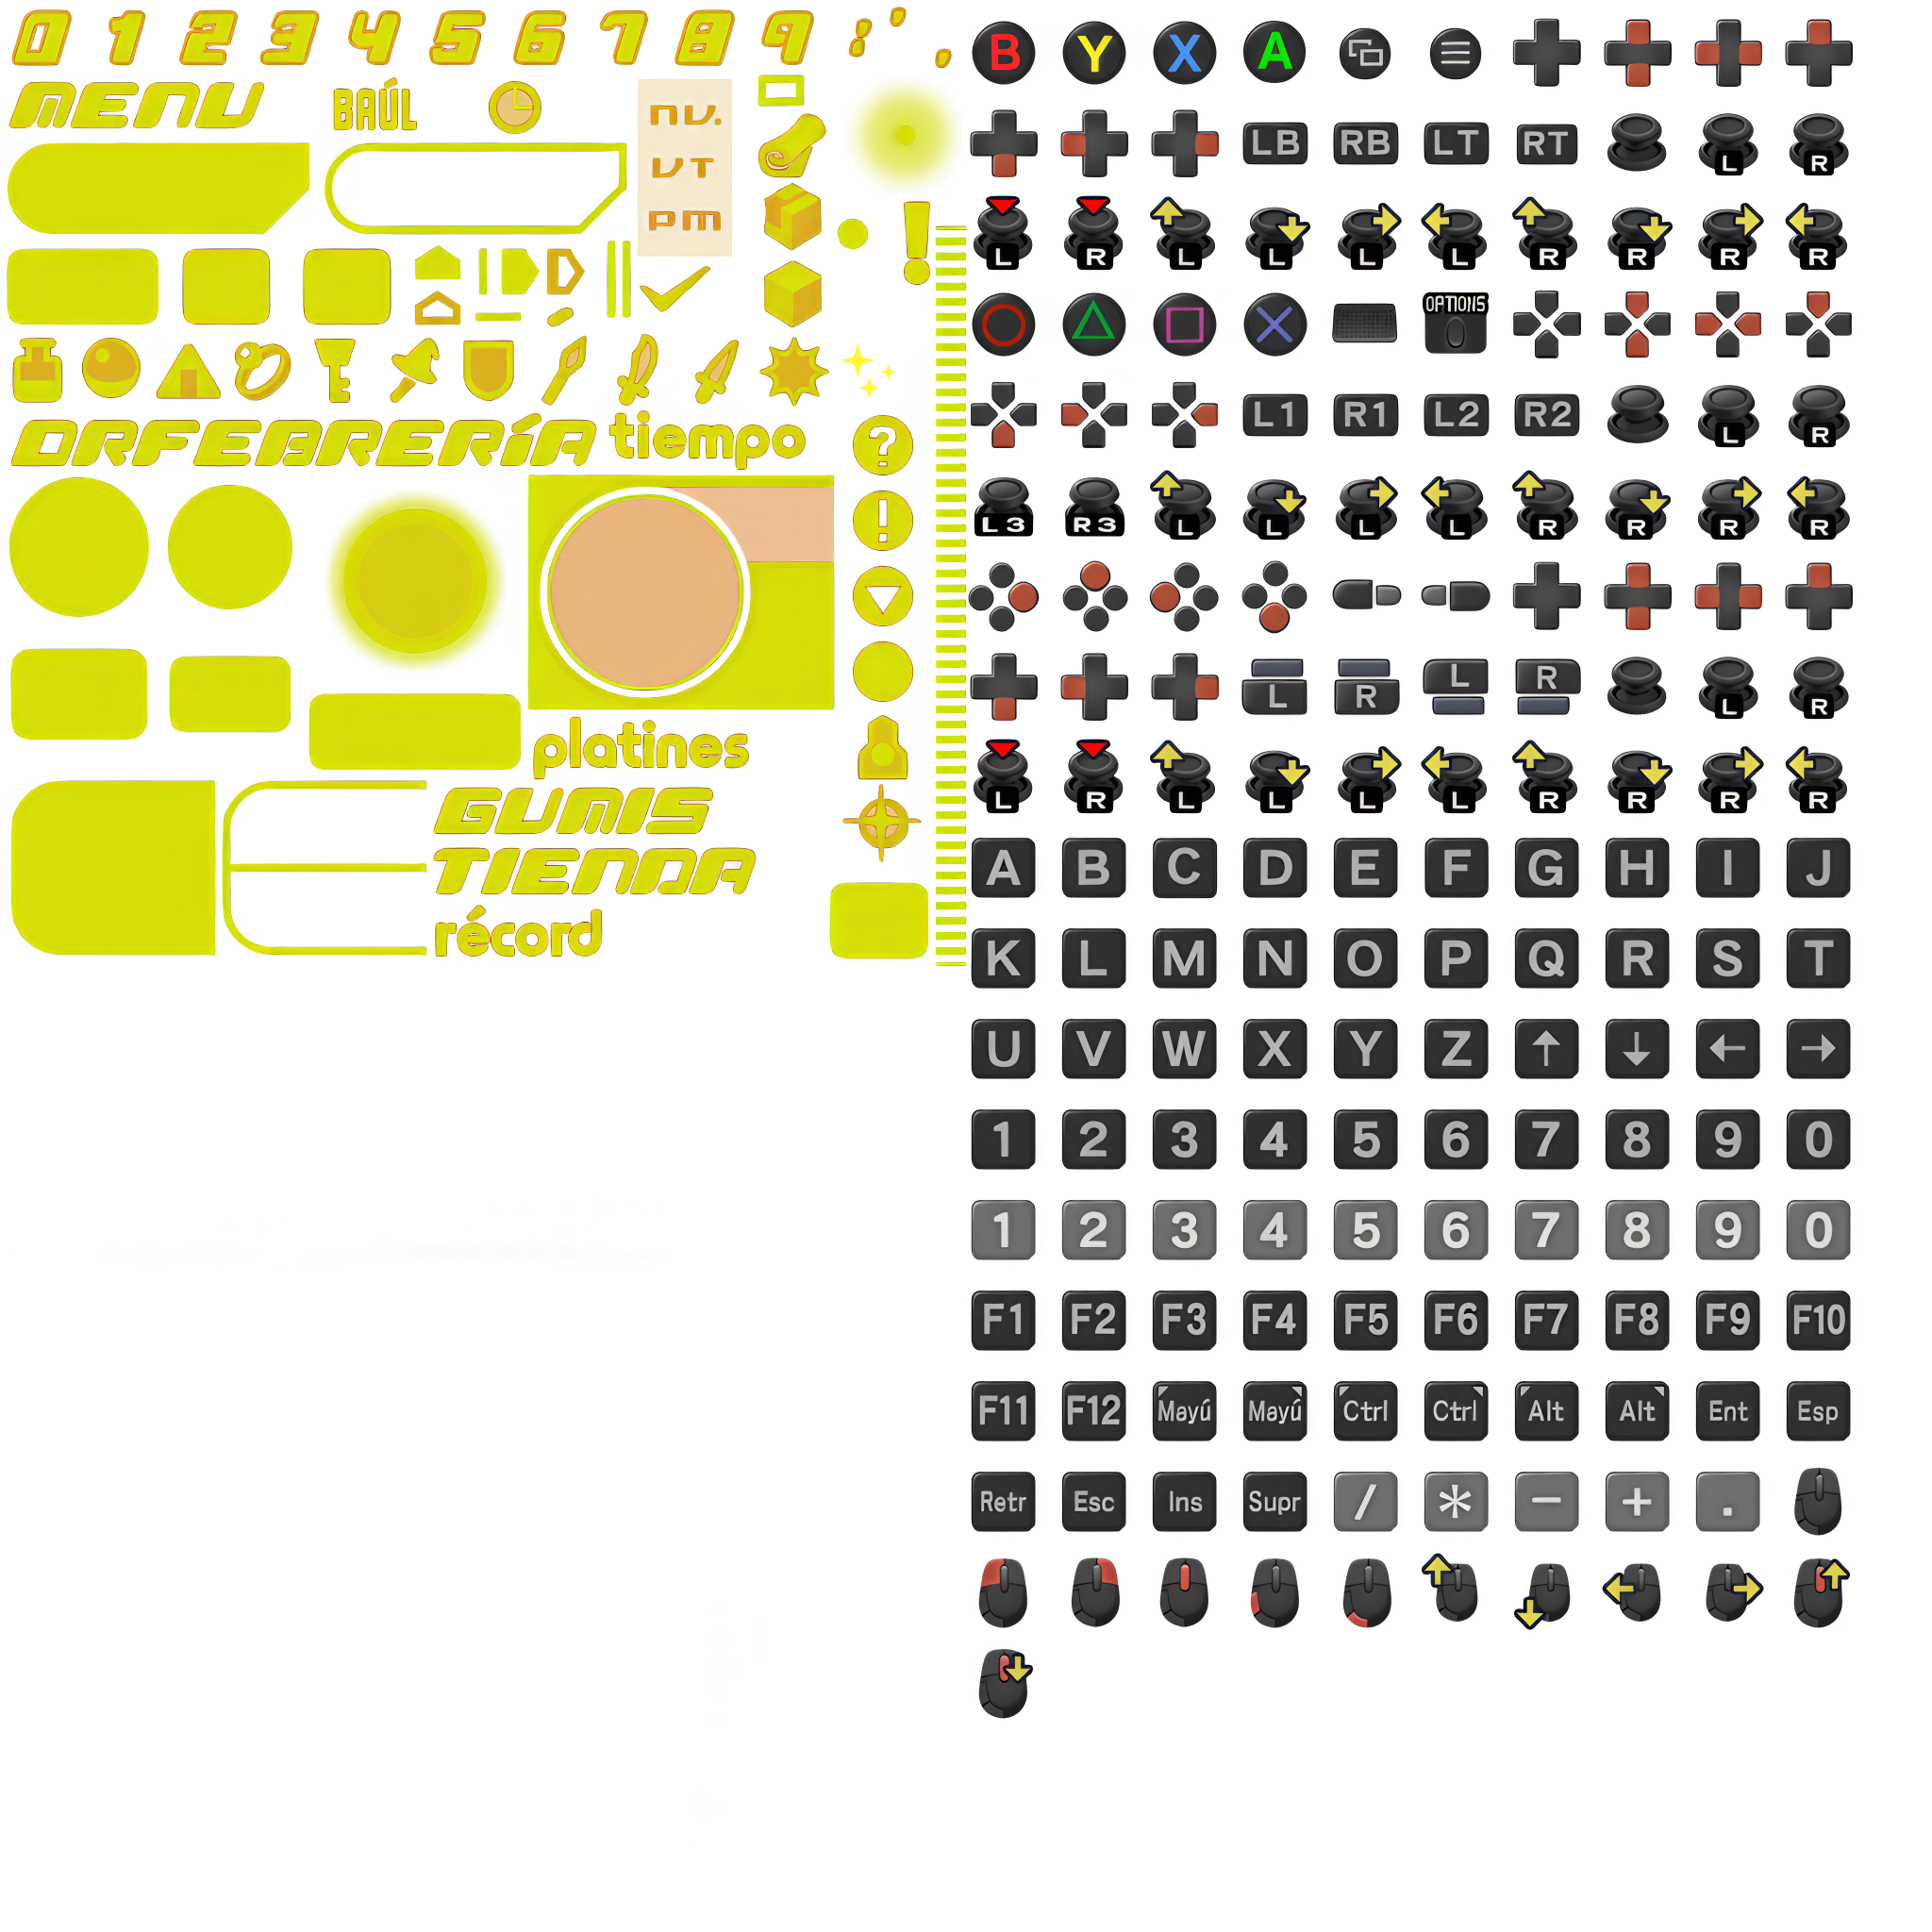 0 1 2 3 4 5 6 7 8 9 : ' ,
MENU
BAÚL
NV.
VT
PM
!
ORFEBRERÍA
tiempo
?
!
platines
GUMIS
TIENDA
récord
B Y X A
LB RB LT RT L R
L R L L L L R R R R
OPTIONS
L1 R1 L2 R2 L R
L3 R3 L L L L R R R R
L R L R L R
L R L L L L R R R R
A B C D E F G H I J
K L M N O P Q R S T
U V W X Y Z ↑ ↓ ← →
1 2 3 4 5 6 7 8 9 0
1 2 3 4 5 6 7 8 9 0
F1 F2 F3 F4 F5 F6 F7 F8 F9 F10
F11 F12 Mayú Mayú Ctrl Ctrl Alt Alt Ent Esp
Retr Esc Ins Supr / * - + .